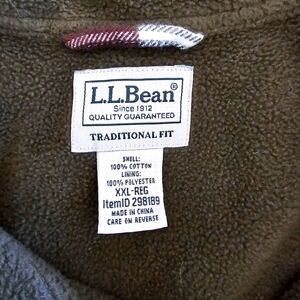 L.L.Bean®
Since 1912
QUALITY GUARANTEED
TRADITIONAL FIT
SHELL:
100% COTTON
LINING:
100% POLYESTER
XXL-REG
ItemID 298189
MADE IN CHINA
CARE ON REVERSE